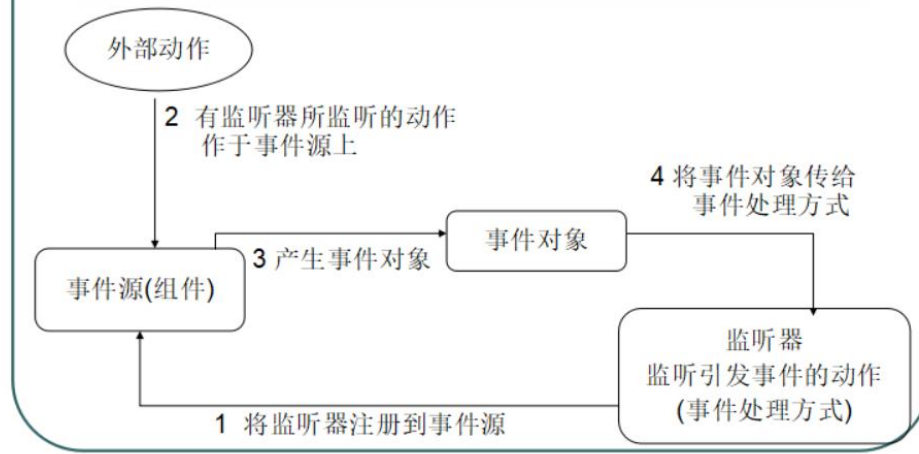 外部动作
2 有监听器所监听的动作
作于事件源上
4 将事件对象传给
事件处理方式
事件对象
3 产生事件对象
事件源(组件)
监听器
监听引发事件的动作
(事件处理方式)
1 将监听器注册到事件源